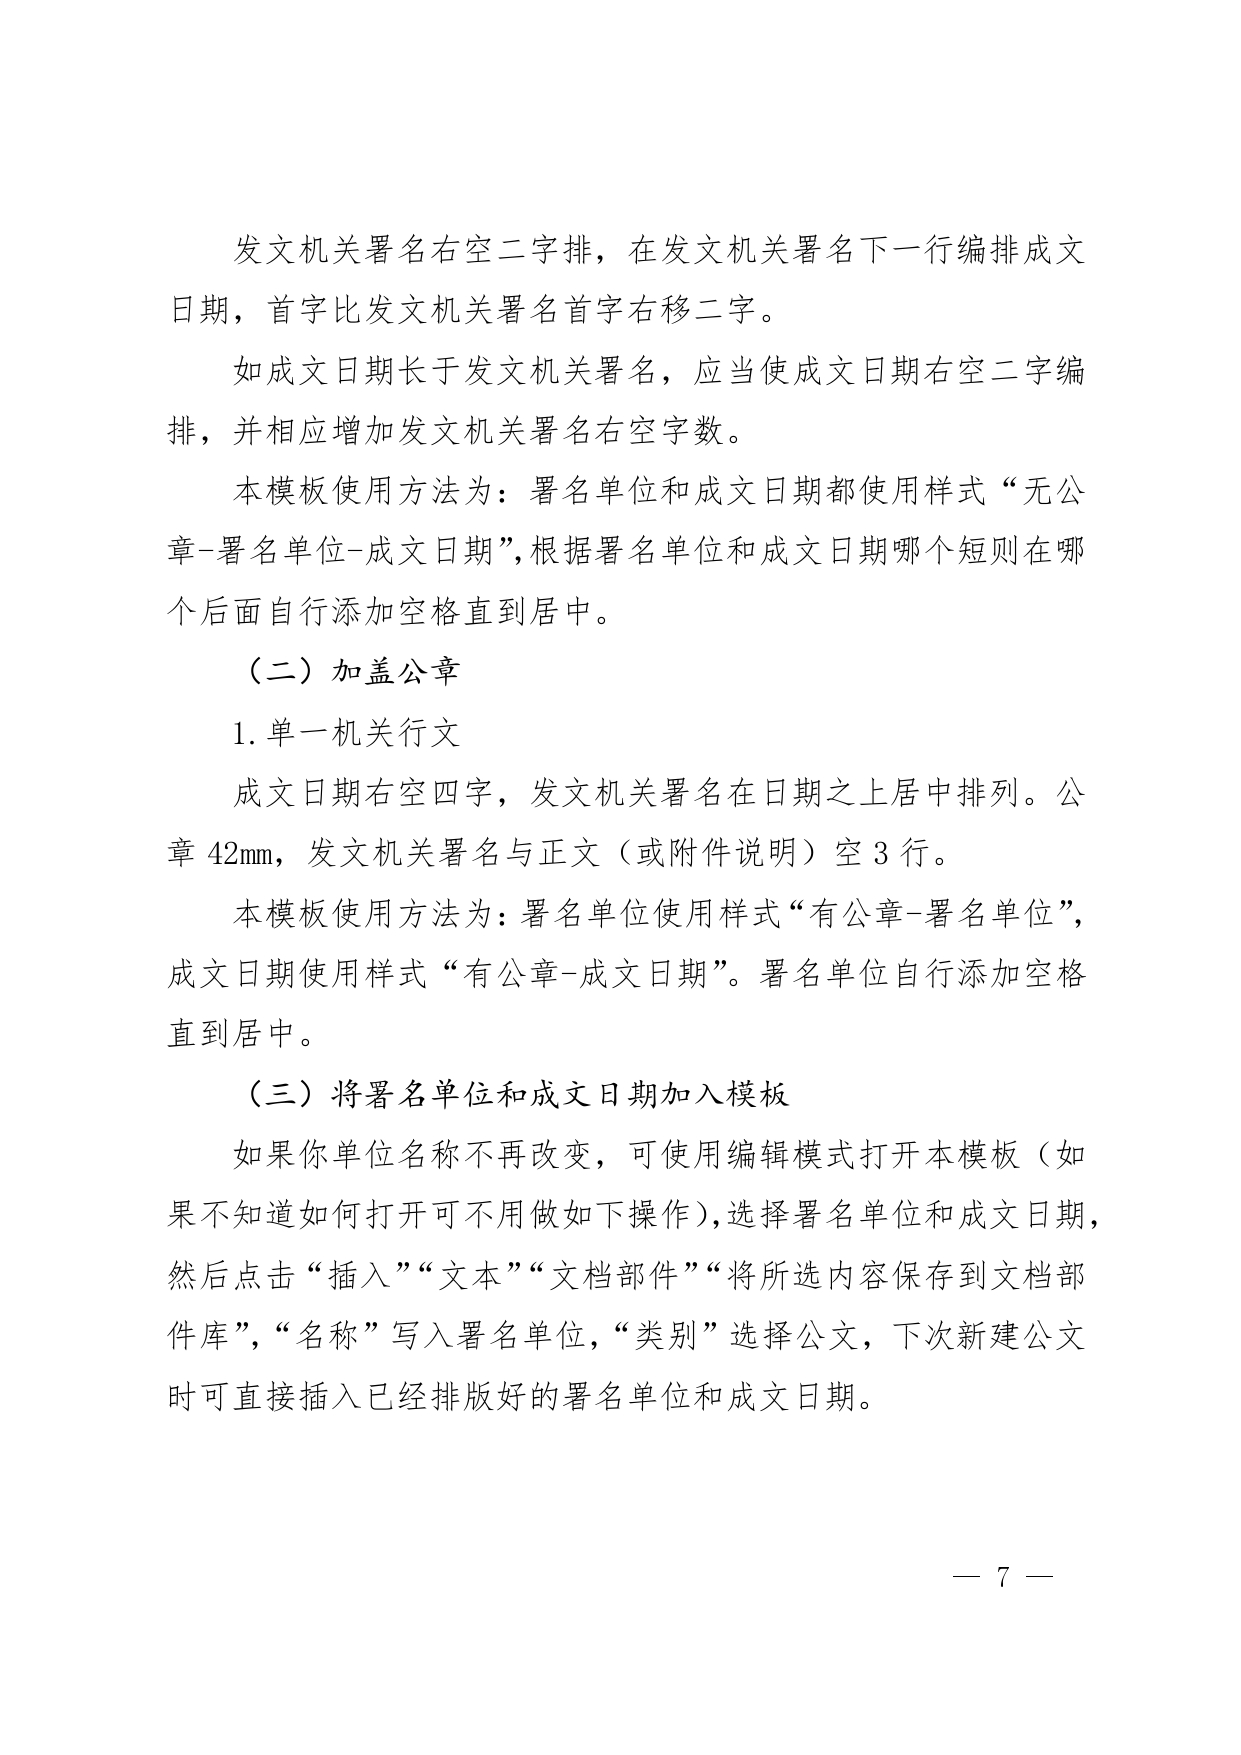 发文机关署名右空二字排，在发文机关署名下一行编排成文
日期，首字比发文机关署名首字右移二字。
如成文日期长于发文机关署名，应当使成文日期右空二字编
排，并相应增加发文机关署名右空字数。
本模板使用方法为：署名单位和成文日期都使用样式“无公
章-署名单位-成文日期”，根据署名单位和成文日期哪个短则在哪
个后面自行添加空格直到居中。
（二）加盖公章
1.单一机关行文
成文日期右空四字，发文机关署名在日期之上居中排列。公
章 42mm，发文机关署名与正文（或附件说明）空 3 行。
本模板使用方法为：署名单位使用样式“有公章-署名单位”，
成文日期使用样式“有公章-成文日期”。署名单位自行添加空格
直到居中。
（三）将署名单位和成文日期加入模板
如果你单位名称不再改变，可使用编辑模式打开本模板（如
果不知道如何打开可不用做如下操作），选择署名单位和成文日期，
然后点击“插入”“文本”“文档部件”“将所选内容保存到文档部
件库”，“名称”写入署名单位，“类别”选择公文，下次新建公文
时可直接插入已经排版好的署名单位和成文日期。
— 7 —